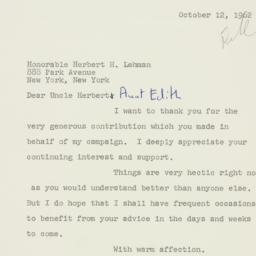 October 12, 1962
Honorable Herbert H. Lehman
820 Park Avenue
New York, New York
Dear Uncle Herbert & Aunt Edith
I want to thank you for the
very generous contribution which you made in
behalf of my campaign. I deeply appreciate your
continuing interest and support.
Things are very hectic right no
as you would understand better than anyone else.
But I do hope that I shall have frequent occasions
to benefit from your advice in the days and weeks
to come.
With warm affection.